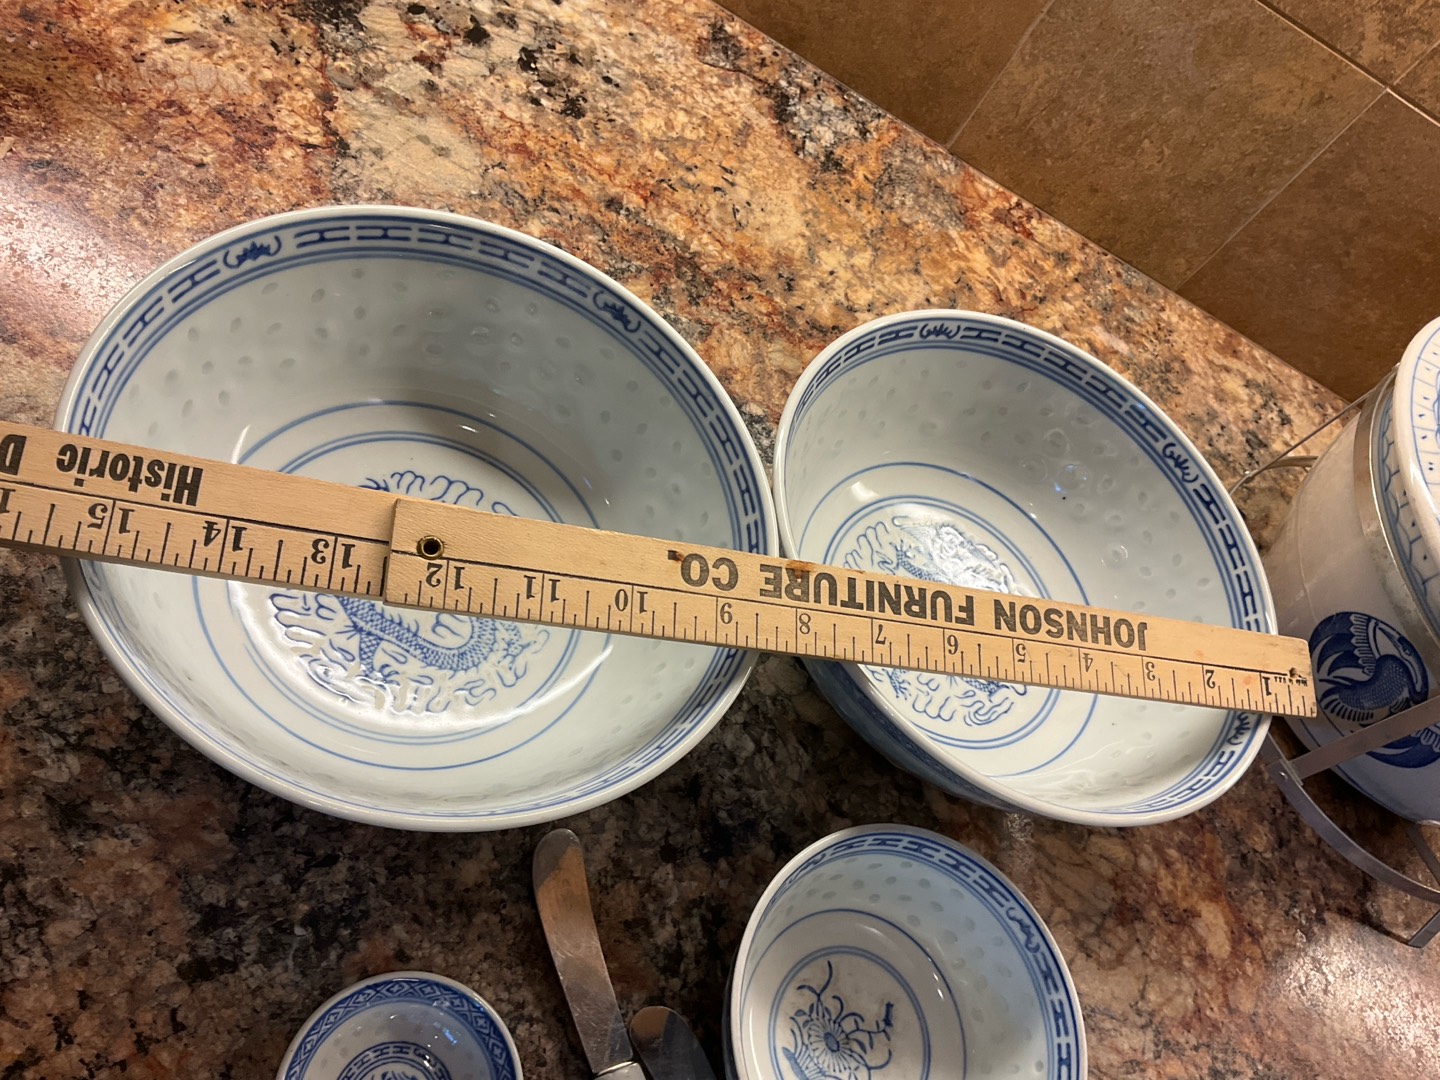 JOHNSON FURNITURE CO.
Historic D
1 2 3 4 5 6 7 8 9 10 11 12 13 14 15 1